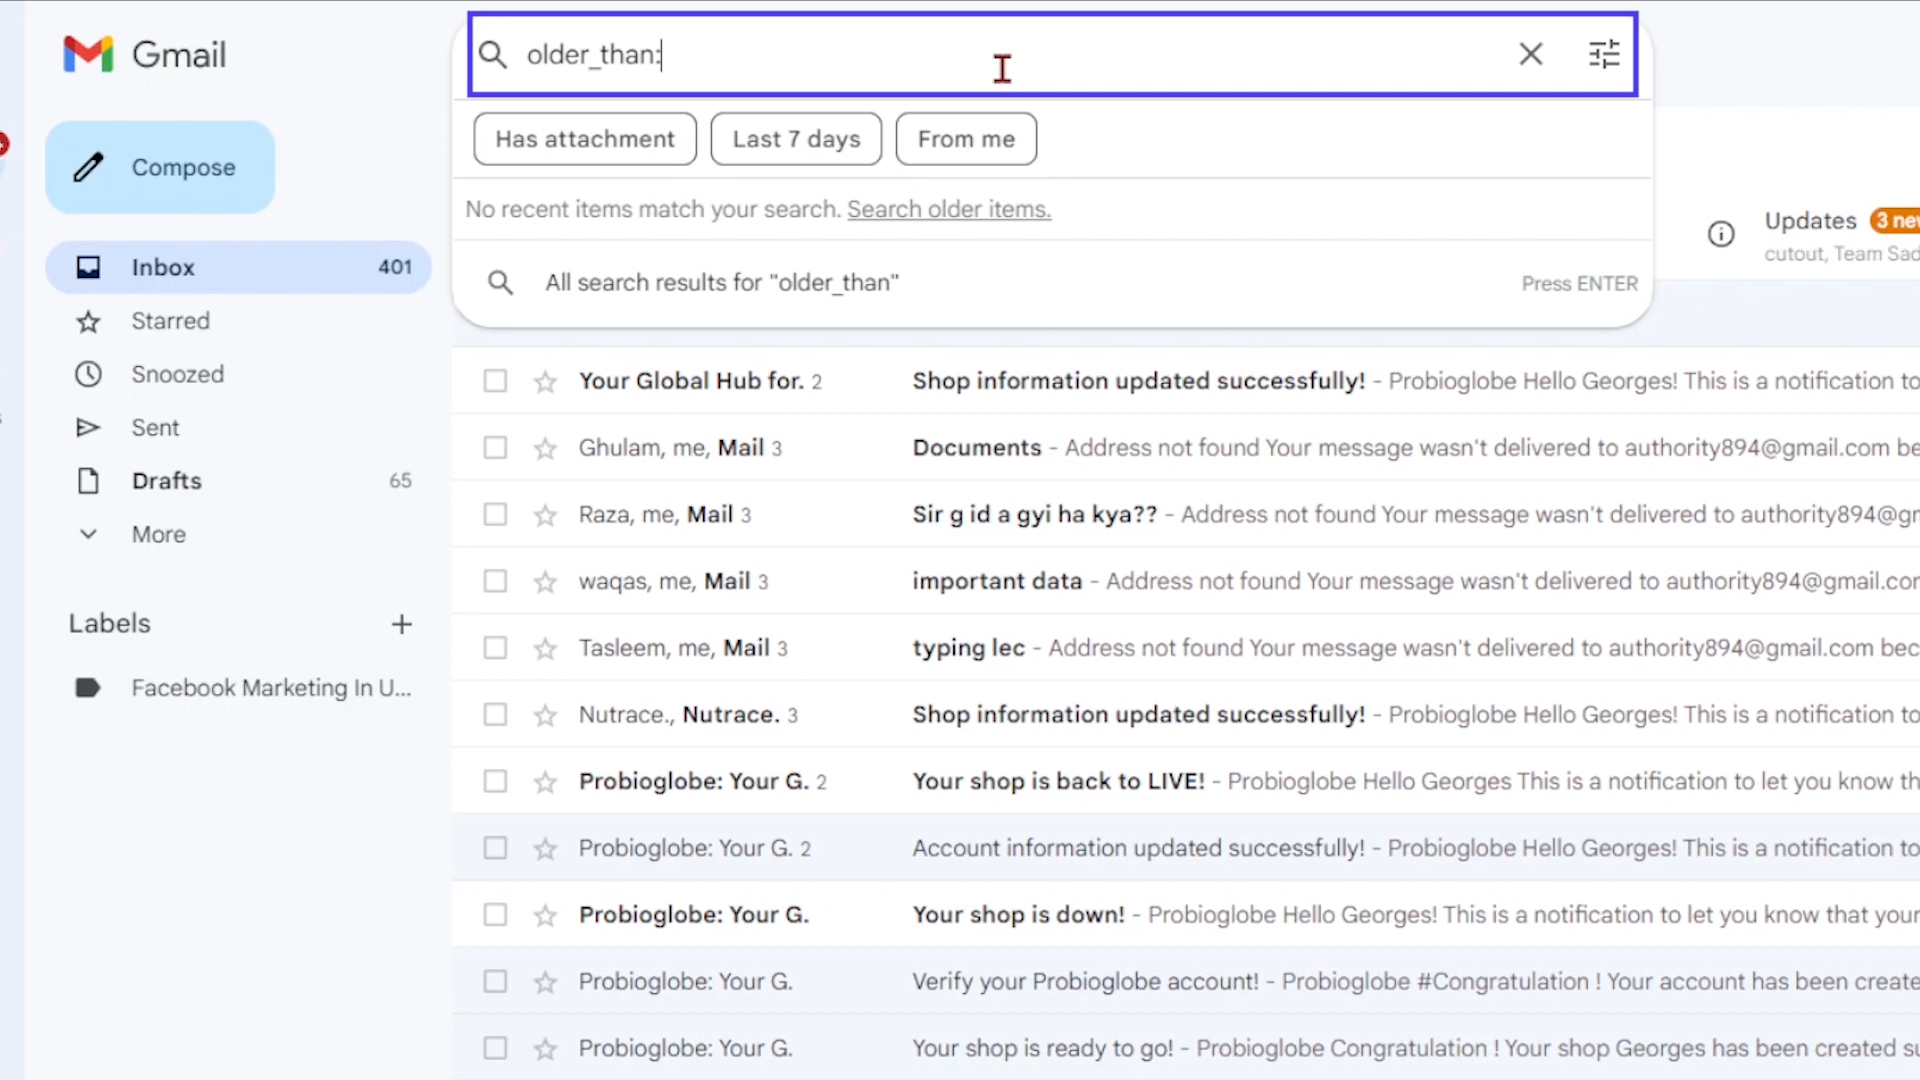 Gmail
older_than:
Compose
Has attachment
Last 7 days
From me
No recent items match your search. Search older items.
All search results for "older_than"
Press ENTER
Updates
3 new
cutout, Team Sad
Inbox 401
Starred
Snoozed
Sent
Drafts 65
More
Labels +
Facebook Marketing In U...
Your Global Hub for. 2 Shop information updated successfully! - Probioglobe Hello Georges! This is a notification to
Ghulam, me, Mail 3 Documents - Address not found Your message wasn't delivered to authority894@gmail.com be
Raza, me, Mail 3 Sir g id a gyi ha kya?? - Address not found Your message wasn't delivered to authority894@gr
waqas, me, Mail 3 important data - Address not found Your message wasn't delivered to authority894@gmail.cor
Tasleem, me, Mail 3 typing lec - Address not found Your message wasn't delivered to authority894@gmail.com bec
Nutrace., Nutrace. 3 Shop information updated successfully! - Probioglobe Hello Georges! This is a notification to
Probioglobe: Your G. 2 Your shop is back to LIVE! - Probioglobe Hello Georges This is a notification to let you know th
Probioglobe: Your G. 2 Account information updated successfully! - Probioglobe Hello Georges! This is a notification to
Probioglobe: Your G. Your shop is down! - Probioglobe Hello Georges! This is a notification to let you know that your
Probioglobe: Your G. Verify your Probioglobe account! - Probioglobe #Congratulation ! Your account has been create
Probioglobe: Your G. Your shop is ready to go! - Probioglobe Congratulation ! Your shop Georges has been created su